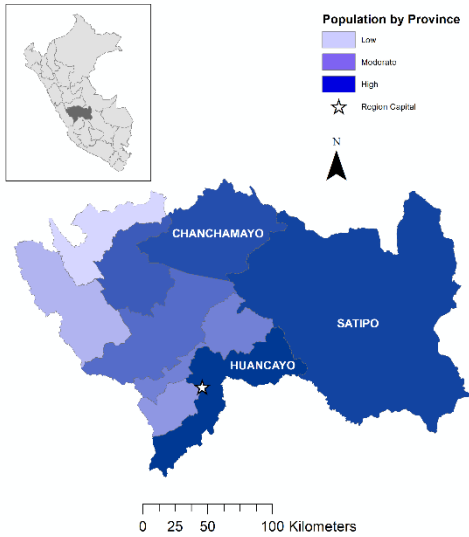 Population by Province
Low
Moderate
High
Region Capital
N
CHANCHAMAYO
SATIPO
HUANCAYO
0 25 50 100 Kilometers